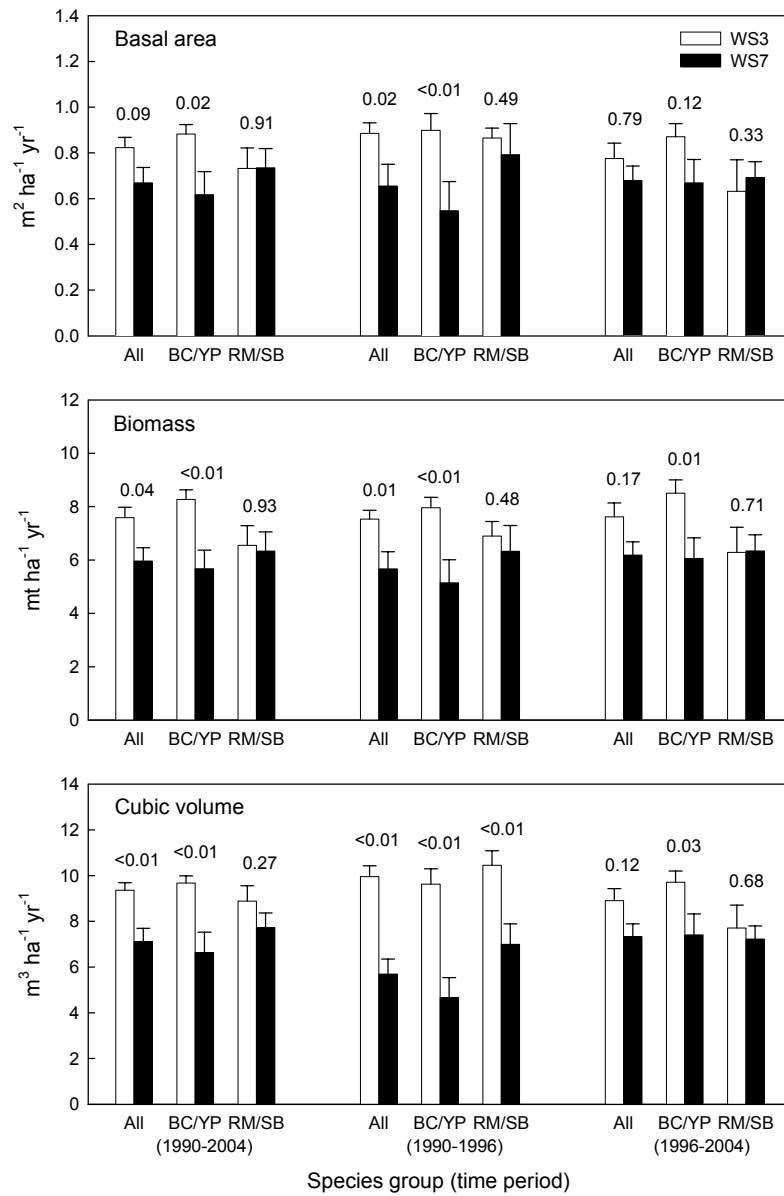 Basal area
WS3
WS7
1.4
1.2
1.0
0.8
0.6
0.4
0.2
0.0
m² ha⁻¹ yr⁻¹
0.09 0.02 0.91 0.02 <0.01 0.49 0.79 0.12 0.33
All BC/YP RM/SB All BC/YP RM/SB All BC/YP RM/SB
Biomass
12
10
8
6
4
2
0
mt ha⁻¹ yr⁻¹
0.04 <0.01 0.93 0.01 <0.01 0.48 0.17 0.01 0.71
All BC/YP RM/SB All BC/YP RM/SB All BC/YP RM/SB
Cubic volume
14
12
10
8
6
4
2
0
m³ ha⁻¹ yr⁻¹
<0.01 <0.01 0.27 <0.01 <0.01 <0.01 0.12 0.03 0.68
All BC/YP RM/SB All BC/YP RM/SB All BC/YP RM/SB
(1990-2004) (1990-1996) (1996-2004)
Species group (time period)